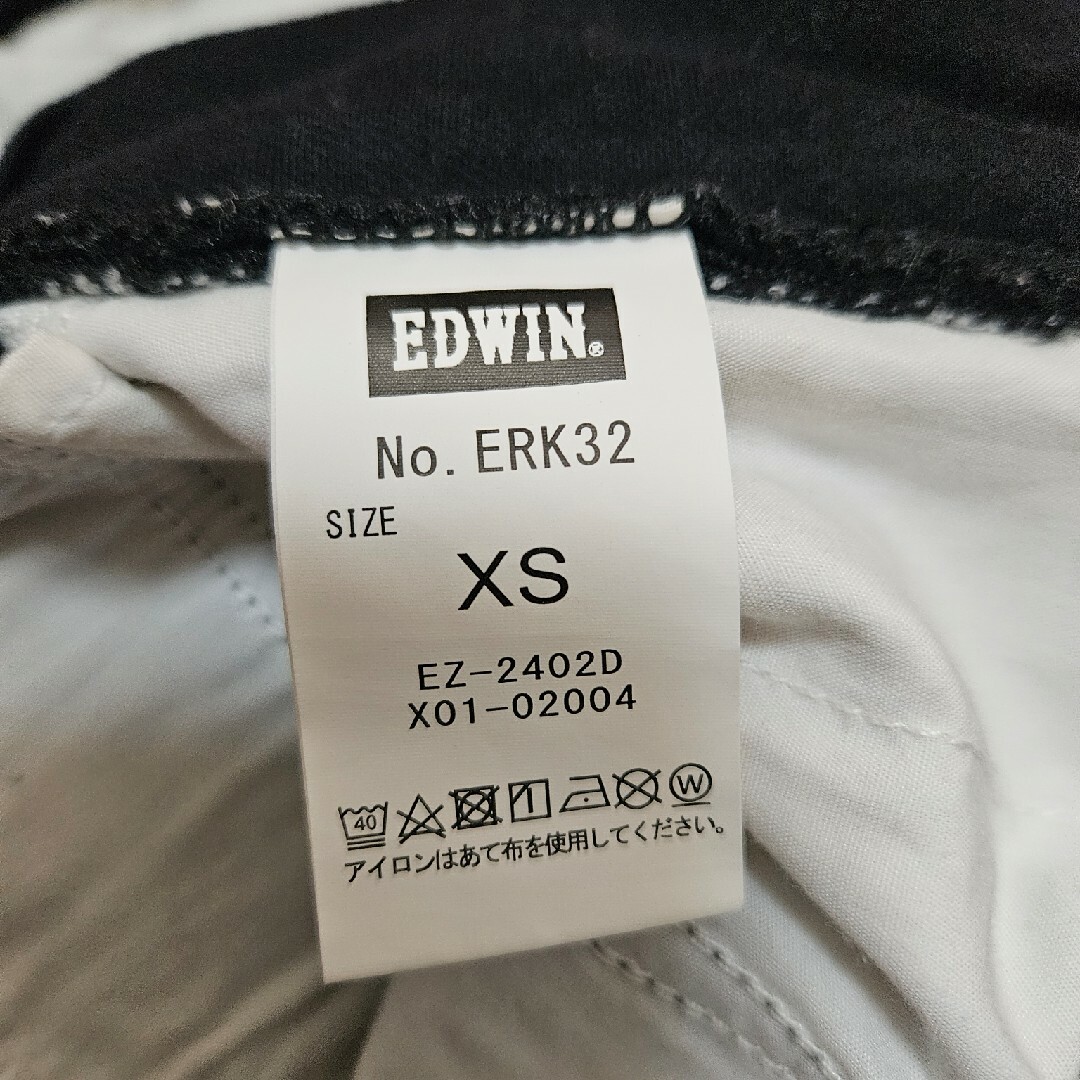 EDWIN®
No. ERK32
SIZE
XS
EZ-2402D
X01-02004
40 W
アイロンはあて布を使用してください。